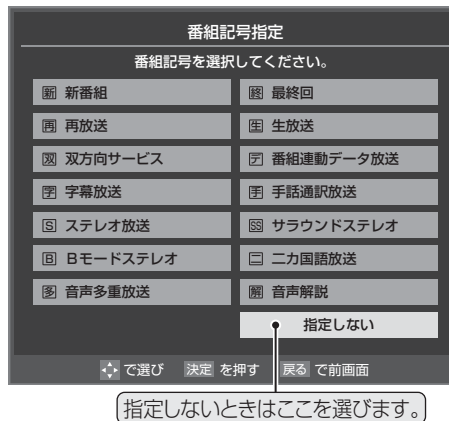 番組記号指定
番組記号を選択してください。
新 新番組
終 最終回
再 再放送
生 生放送
双 双方向サービス
デ 番組連動データ放送
字 字幕放送
手 手話通訳放送
S ステレオ放送
SS サラウンドステレオ
B Bモードステレオ
二 二カ国語放送
多 音声多重放送
解 音声解説
指定しない
で選び 決定 を押す 戻る で前画面
指定しないときはここを選びます。